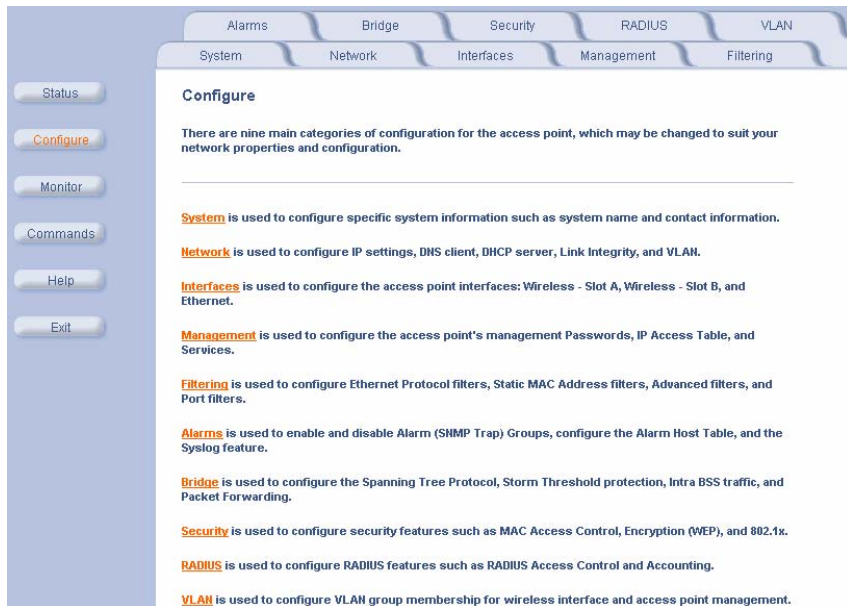 Alarms
Bridge
Security
RADIUS
VLAN
System
Network
Interfaces
Management
Filtering
Status
Configure
Monitor
Commands
Help
Exit
Configure
There are nine main categories of configuration for the access point, which may be changed to suit your
network properties and configuration.
System is used to configure specific system information such as system name and contact information.
Network is used to configure IP settings, DNS client, DHCP server, Link Integrity, and VLAN.
Interfaces is used to configure the access point interfaces: Wireless - Slot A, Wireless - Slot B, and
Ethernet.
Management is used to configure the access point's management Passwords, IP Access Table, and
Services.
Filtering is used to configure Ethernet Protocol filters, Static MAC Address filters, Advanced filters, and
Port filters.
Alarms is used to enable and disable Alarm (SNMP Trap) Groups, configure the Alarm Host Table, and the
Syslog feature.
Bridge is used to configure the Spanning Tree Protocol, Storm Threshold protection, Intra BSS traffic, and
Packet Forwarding.
Security is used to configure security features such as MAC Access Control, Encryption (WEP), and 802.1x.
RADIUS is used to configure RADIUS features such as RADIUS Access Control and Accounting.
VLAN is used to configure VLAN group membership for wireless interface and access point management.